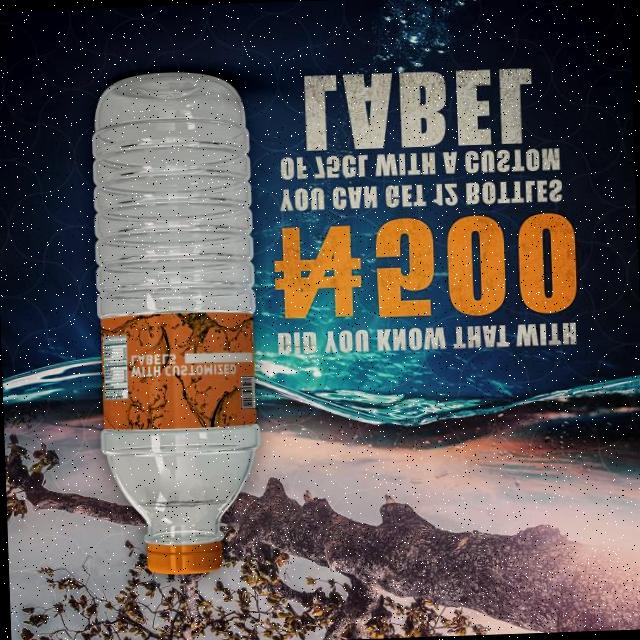 DID YOU KNOW THAT WITH
₦500
YOU CAN GET 12 BOTTLES
OF 75CL WITH A CUSTOM
LABEL
WITH CUSTOMIZED
LABELS